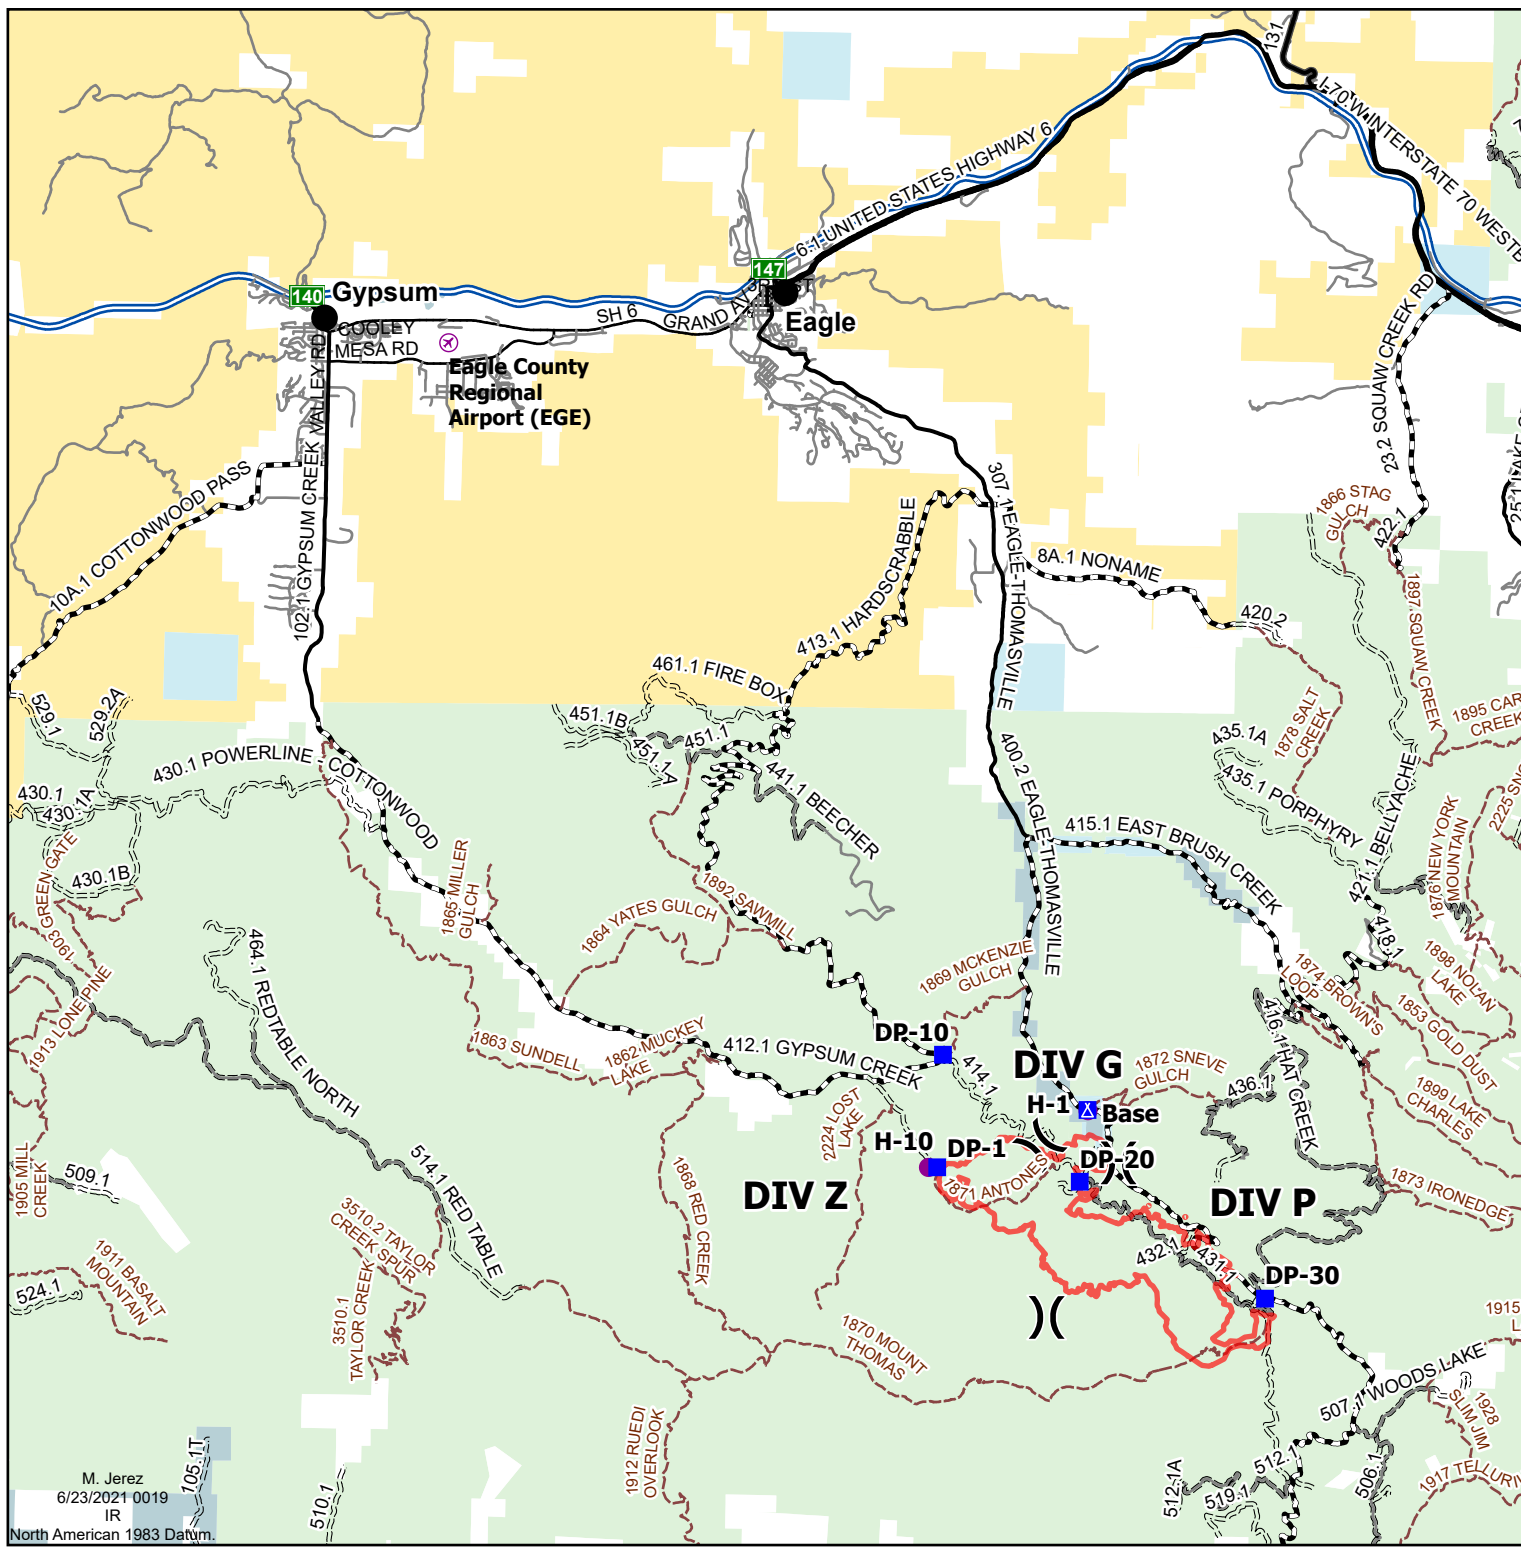 131
I-70 W INTERSTATE 70 WESTB
6.1 UNITED STATES HIGHWAY 6
147
3RD ST
140
Gypsum
Eagle
SH 6
GRAND AV
COOLEY
MESA RD
Eagle County
Regional
Airport (EGE)
VALLEY RD
102.1 GYPSUM CREEK
10A.1 COTTONWOOD PASS
23.2 SQUAW CREEK RD
307.1 EAGLE-THOMASVILLE
413.1 HARDSCRABBLE
8A.1 NONAME
420.2
1866 STAG
GULCH
422.1
1897 SQUAW CREEK
461.1 FIRE BOX
451.1B
451.1
451.1A
441.1 BEECHER
529.1
529.2A
430.1 POWERLINE - COTTONWOOD
430.1
430.1A
430.1B
1903 GREEN GATE
1913 LONE PINE
400.2 EAGLE-THOMASVILLE
415.1 EAST BRUSH CREEK
1878 SALT
CREEK
1895 CAR
CREEK
435.1A
435.1 PORPHYRY
421.1 BELLYACHE
418.1
1876 NEW YORK
MOUNTAIN
1898 NOLAN
LAKE
1853 GOLD DUST
1874 BROWN'S
LOOP
1865 MILLER
GULCH
1864 YATES GULCH
1892 SAWMILL
1869 MCKENZIE
GULCH
464.1 REDTABLE NORTH
1863 SUNDELL
1862 MUCKEY
LAKE
412.1 GYPSUM CREEK
DP-10
414.1
DIV G
1872 SNEVE
GULCH
H-1
Base
416.1 HAT CREEK
436.1
1899 LAKE
CHARLES
2224 LOST
LAKE
H-10
DP-1
DP-20
1871 ANTONES
DIV Z
DIV P
1873 IRONEDGE
1905 MILL
CREEK
509.1
514.1 RED TABLE
1868 RED CREEK
3510.2 TAYLOR
CREEK SPUR
3510.1
TAYLOR CREEK
1911 BASALT
MOUNTAIN
524.1
432.1
431.1
DP-30
)(
1870 MOUNT
THOMAS
1915
507.1 WOODS LAKE
1928
SLIM JIM
1912 RUEDI
OVERLOOK
105.1T
510.1
512.1A
512.1
519.1
506.1
1917 TELLURI
M. Jerez
6/23/2021 0019
IR
North American 1983 Datum.